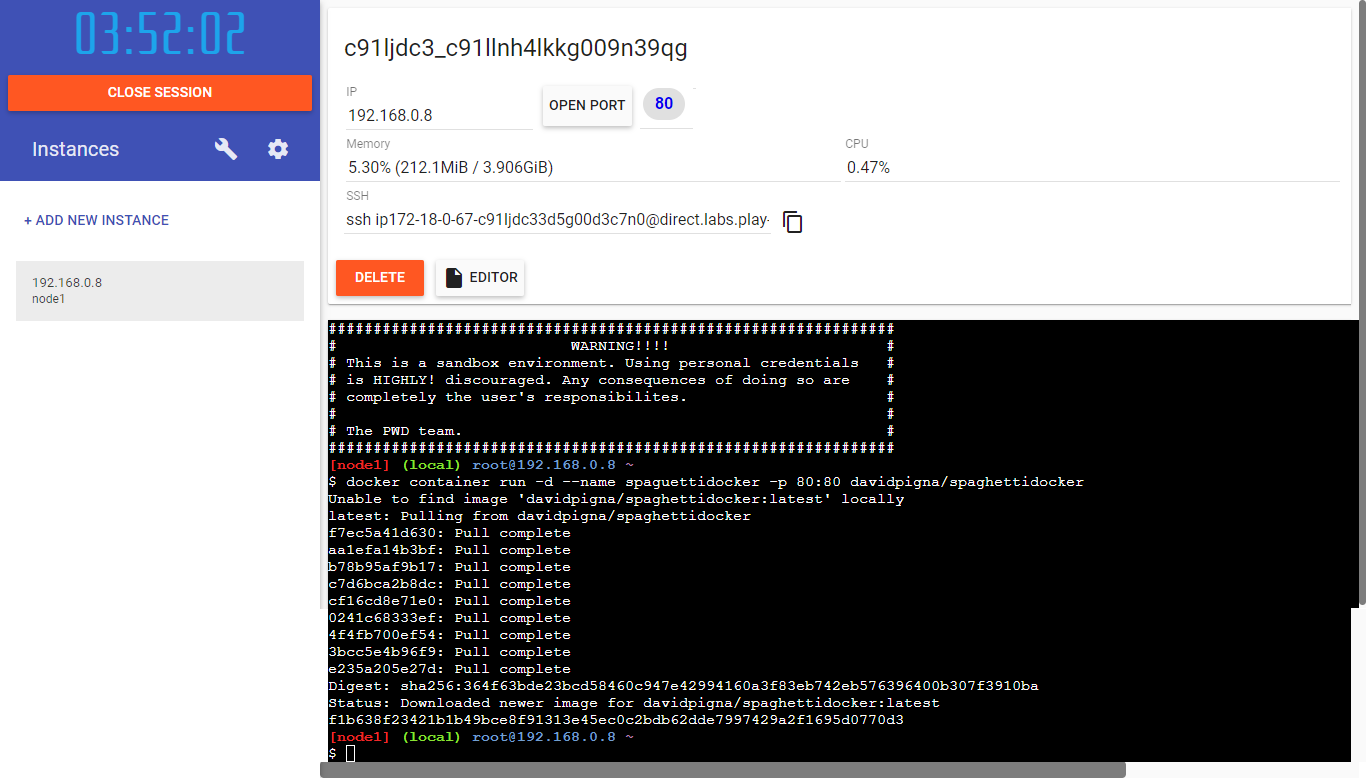 03:52:02
CLOSE SESSION
Instances
+ ADD NEW INSTANCE
192.168.0.8
node1
c91ljdc3_c91llnh4lkkg009n39qg
IP
192.168.0.8
OPEN PORT
80
Memory
5.30% (212.1MiB / 3.906GiB)
CPU
0.47%
SSH
ssh ip172-18-0-67-c91ljdc33d5g00d3c7n0@direct.labs.play-
DELETE
EDITOR
###############################################################
#                          WARNING!!!!                        #
# This is a sandbox environment. Using personal credentials   #
# is HIGHLY! discouraged. Any consequences of doing so are    #
# completely the user's responsibilites.                      #
#                                                             #
# The PWD team.                                               #
###############################################################
[node1] (local) root@192.168.0.8 ~
$ docker container run -d --name spaguettidocker -p 80:80 davidpigna/spaghettidocker
Unable to find image 'davidpigna/spaghettidocker:latest' locally
latest: Pulling from davidpigna/spaghettidocker
f7ec5a41d630: Pull complete
aa1efa14b3bf: Pull complete
b78b95af9b17: Pull complete
c7d6bca2b8dc: Pull complete
cf16cd8e71e0: Pull complete
0241c68333ef: Pull complete
4f4fb700ef54: Pull complete
3bcc5e4b96f9: Pull complete
e235a205e27d: Pull complete
Digest: sha256:364f63bde23bcd58460c947e42994160a3f83eb742eb576396400b307f3910ba
Status: Downloaded newer image for davidpigna/spaghettidocker:latest
f1b638f23421b1b49bce8f91313e45ec0c2bdb62dde7997429a2f1695d0770d3
[node1] (local) root@192.168.0.8 ~
$